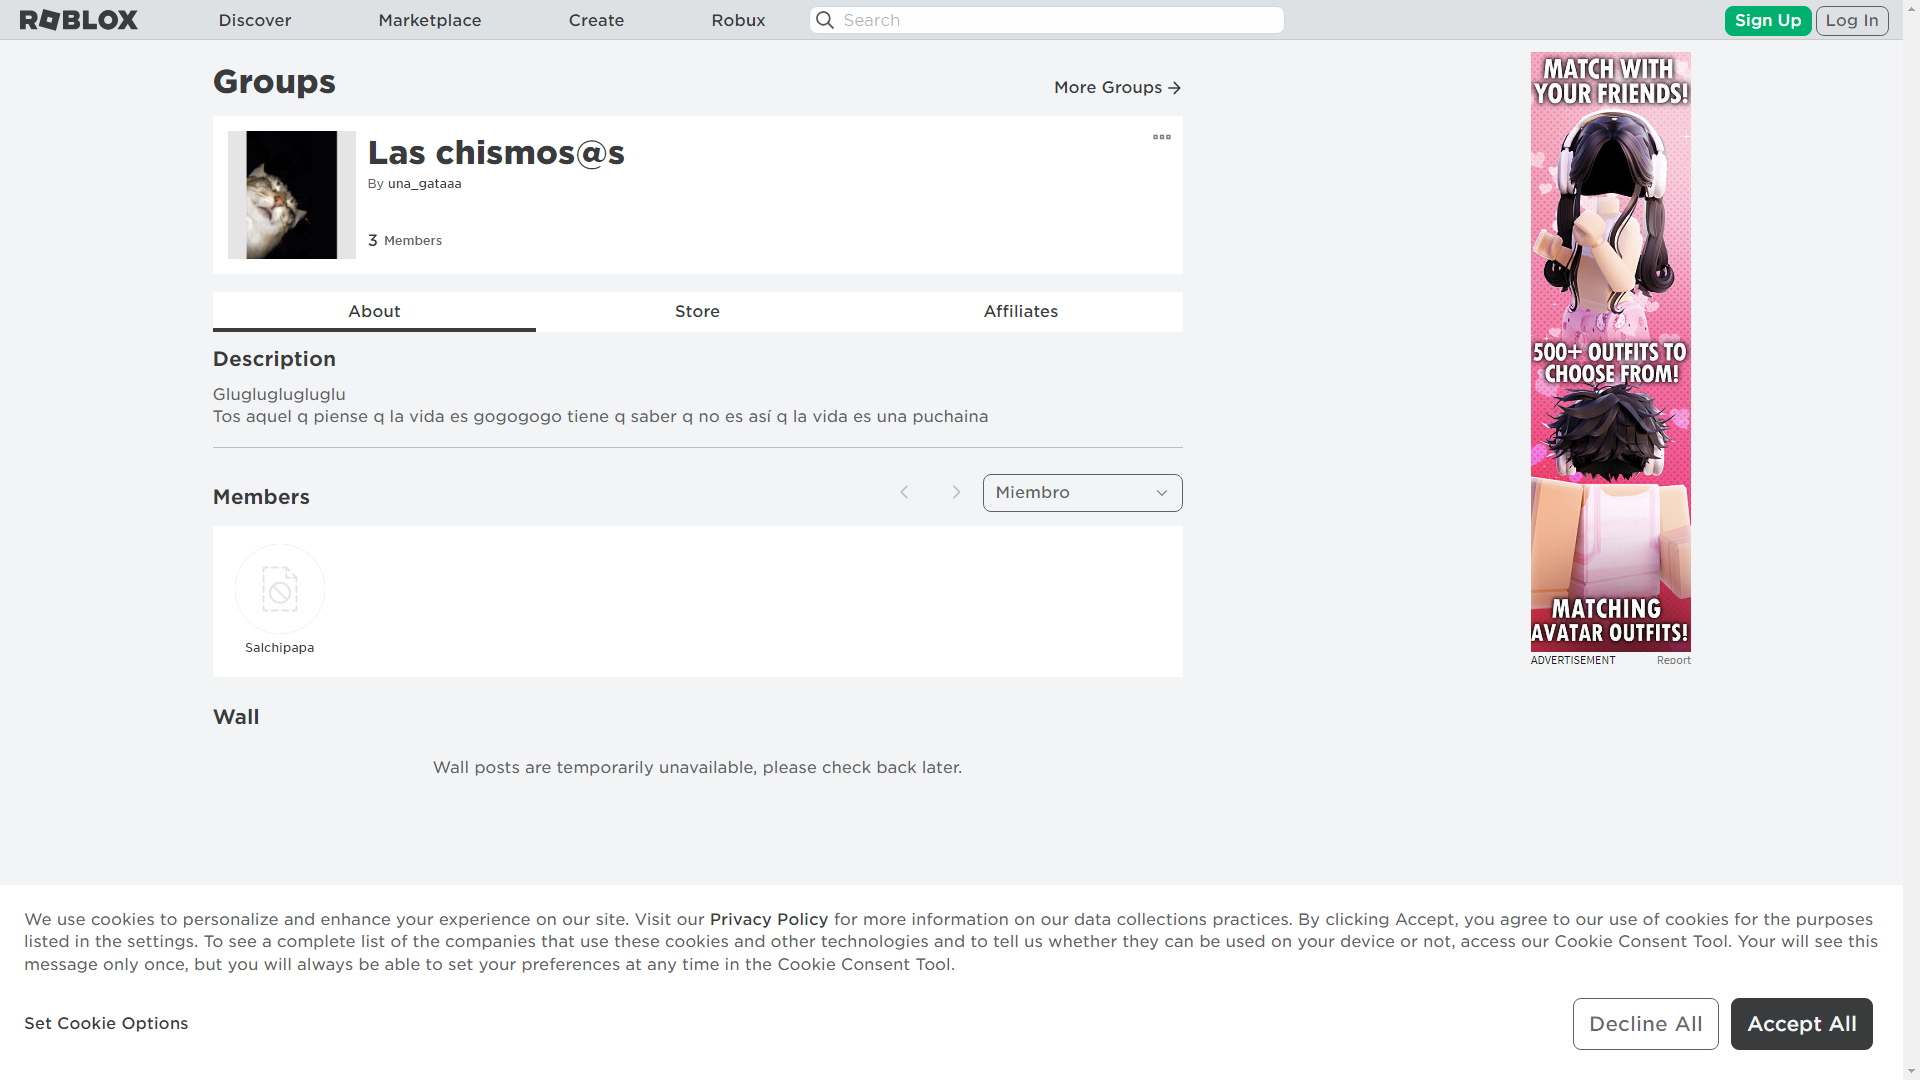 ROBLOX
Discover
Marketplace
Create
Robux
Search
Sign Up
Log In
Groups
More Groups
Las chismos@s
By una_gataaa
3 Members
About
Store
Affiliates
Description
Gluglugluglugluglu
Tos aquel q piense q la vida es gogogogo tiene q saber q no es así q la vida es una puchaina
Members
Miembro
Salchipapa
Wall
Wall posts are temporarily unavailable, please check back later.
MATCH WITH
YOUR FRIENDS!
500+ OUTFITS TO
CHOOSE FROM!
MATCHING
AVATAR OUTFITS!
ADVERTISEMENT
Report
We use cookies to personalize and enhance your experience on our site. Visit our Privacy Policy for more information on our data collections practices. By clicking Accept, you agree to our use of cookies for the purposes
listed in the settings. To see a complete list of the companies that use these cookies and other technologies and to tell us whether they can be used on your device or not, access our Cookie Consent Tool. Your will see this
message only once, but you will always be able to set your preferences at any time in the Cookie Consent Tool.
Set Cookie Options
Decline All
Accept All